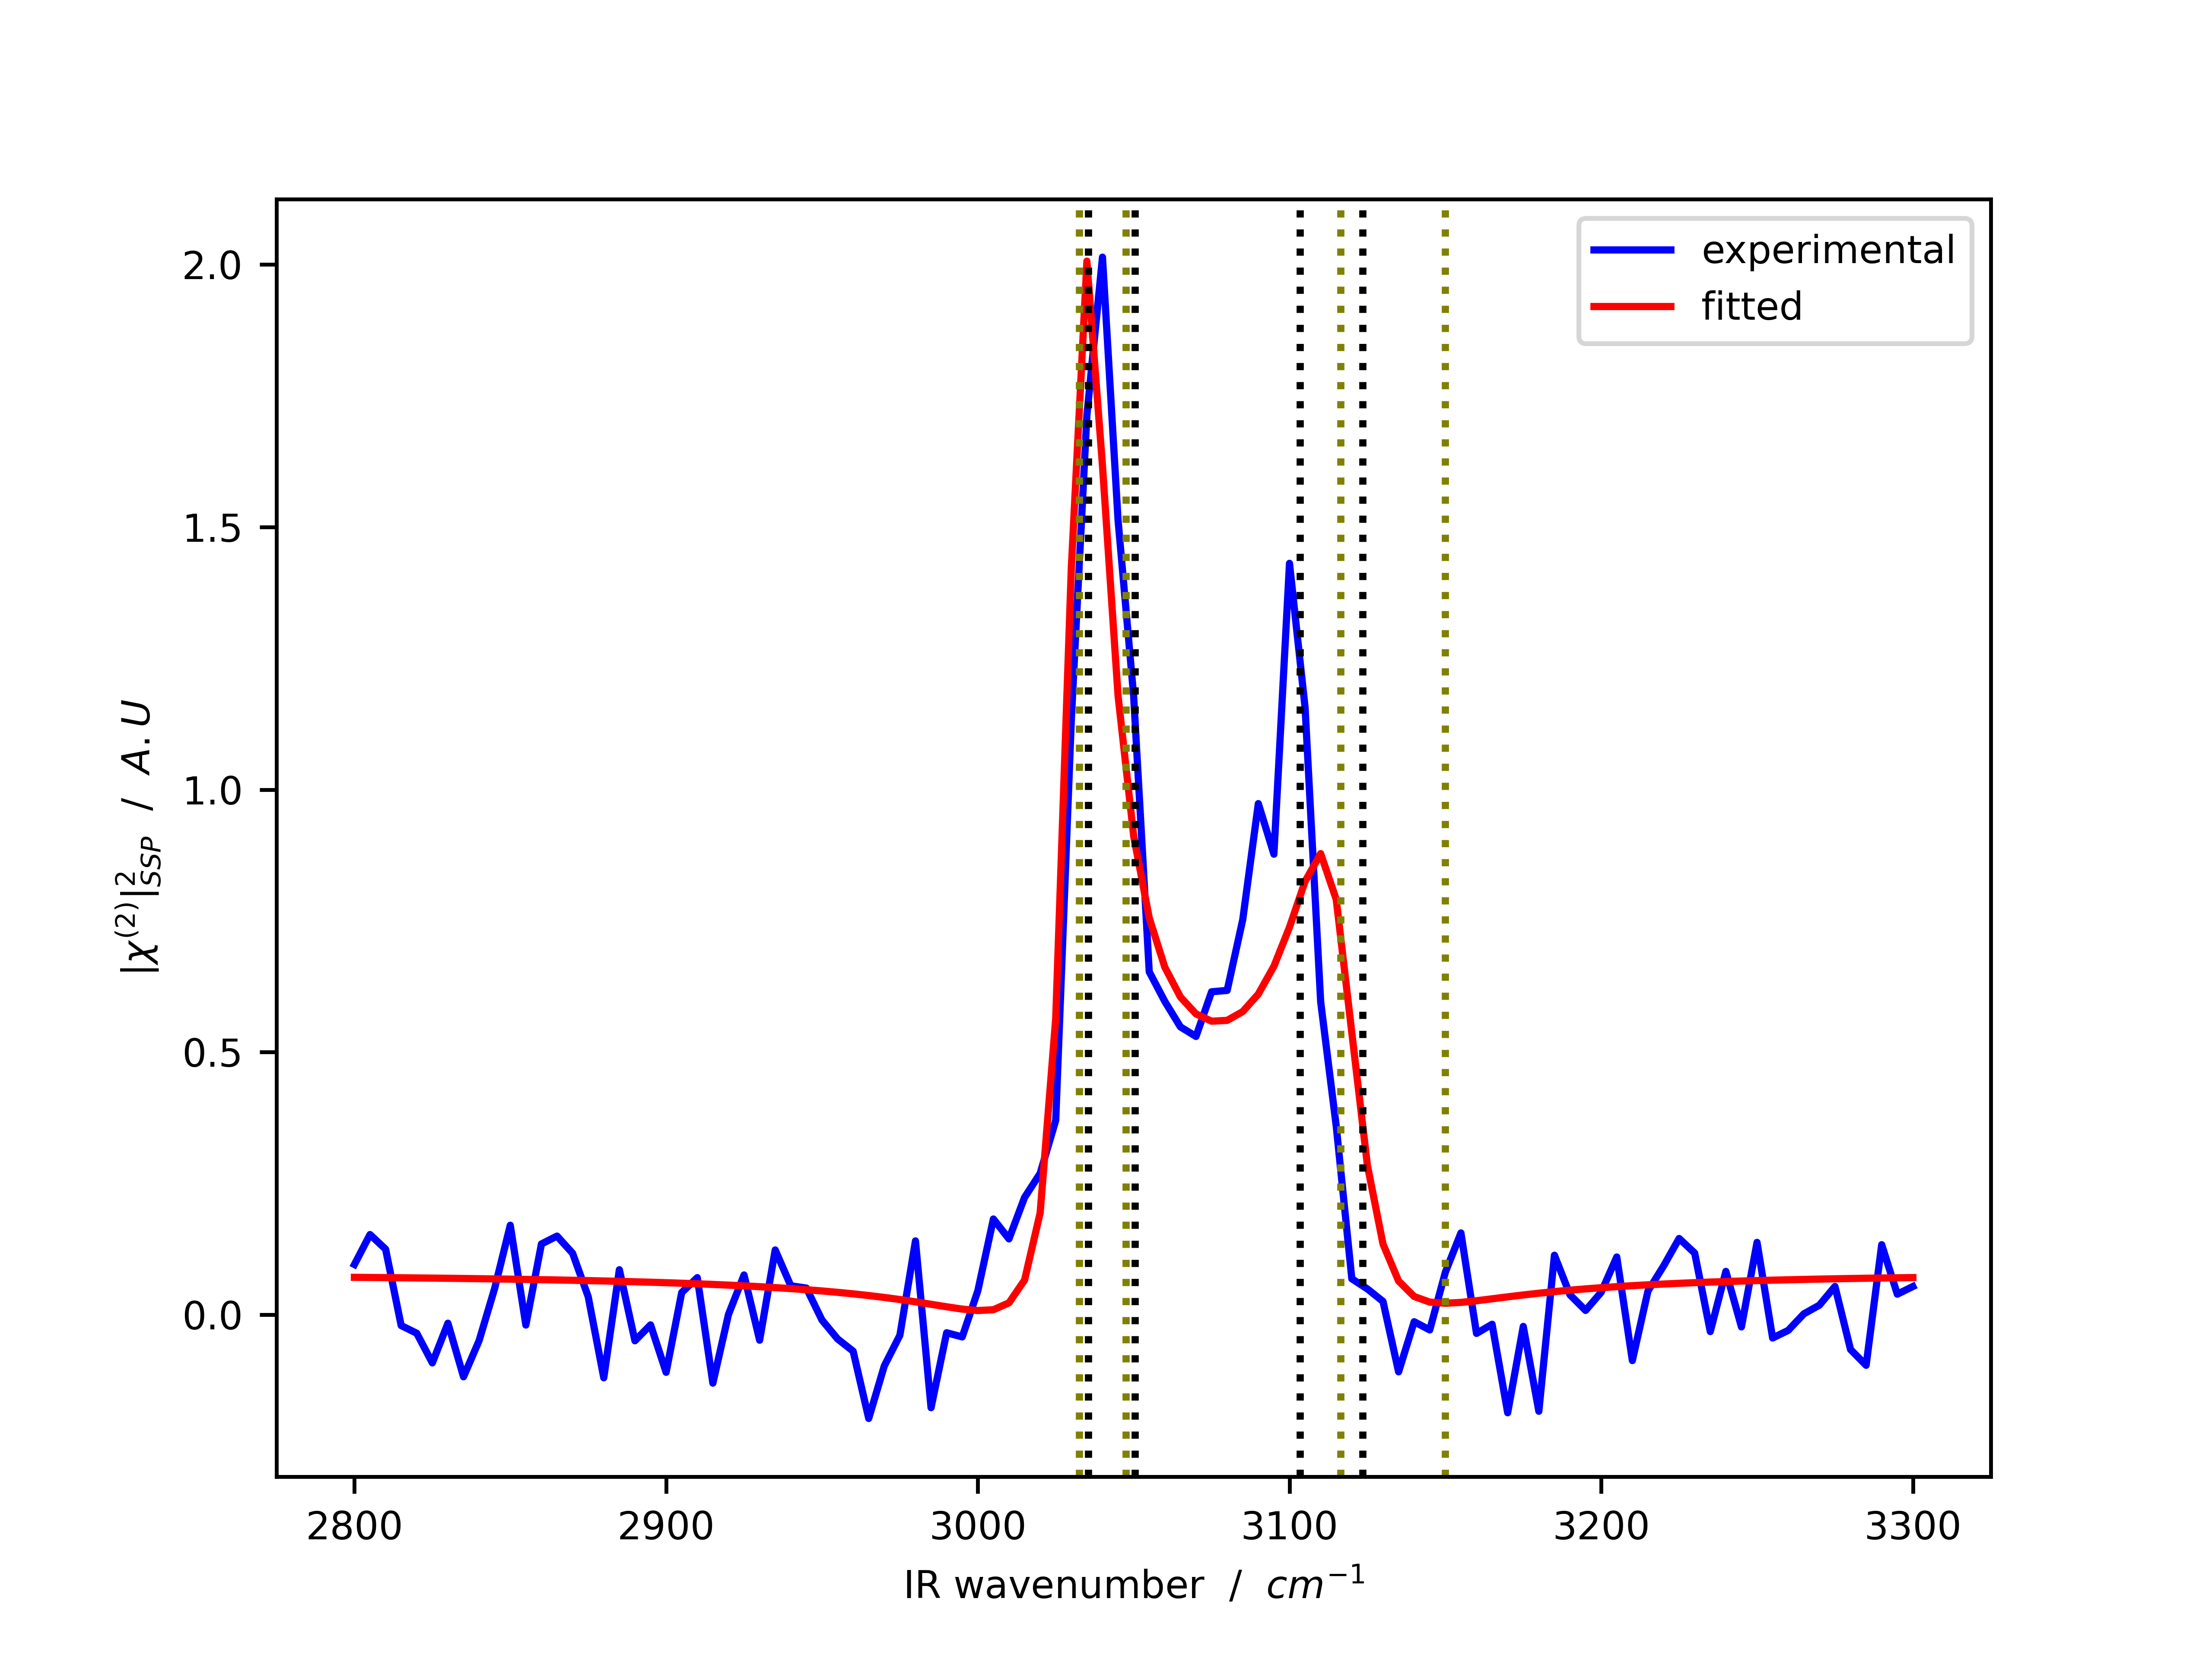 experimental
fitted
2.0
1.5
1.0
0.5
0.0
|χ⁽²⁾|²SSP / A.U
2800 2900 3000 3100 3200 3300
IR wavenumber / cm⁻¹